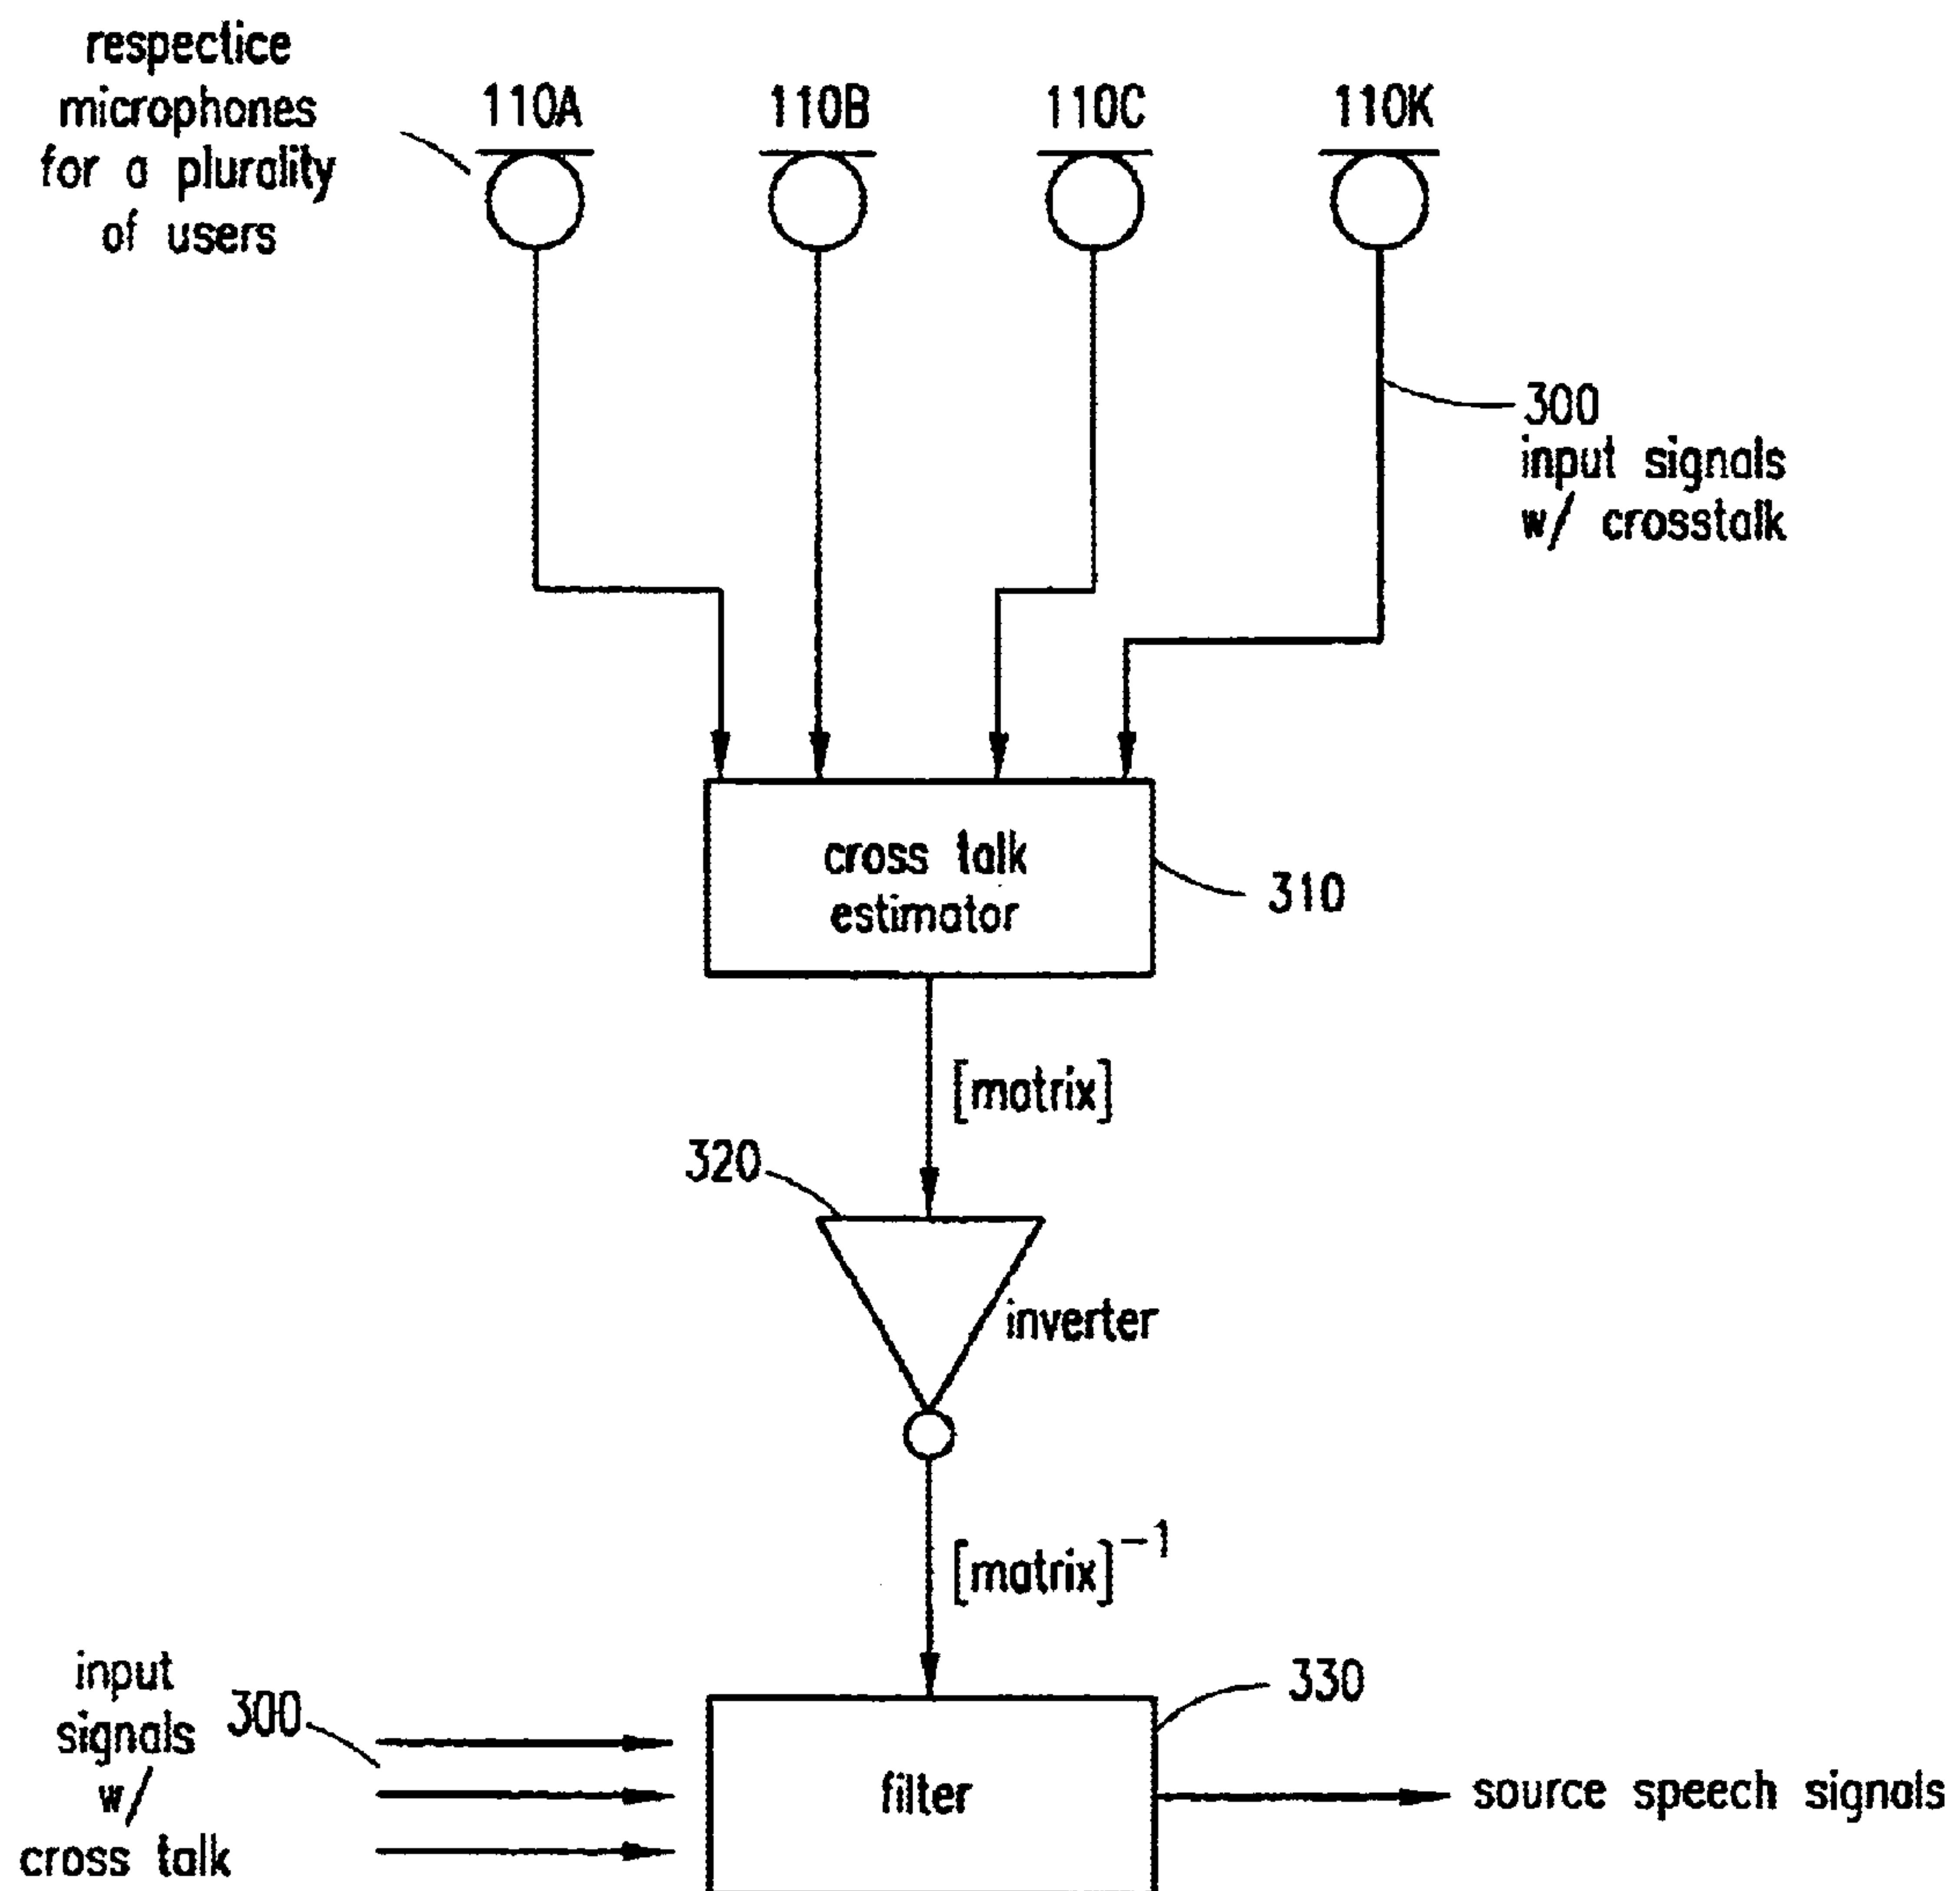 respectice
microphones
for a plurality
of users
110A
110B
110C
110K
300
input signals
w/ crosstalk
cross talk
estimator
310
[matrix]
320
inverter
[matrix]⁻¹
input
signals
w/
cross talk
300
330
filter
source speech signals